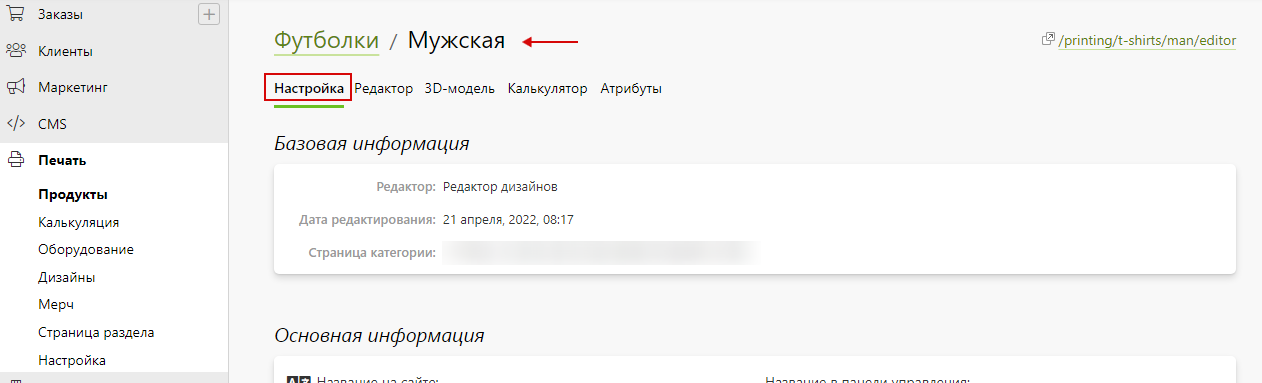 Заказы
Клиенты
Маркетинг
CMS
Печать
Продукты
Калькуляция
Оборудование
Дизайны
Мерч
Страница раздела
Настройка
Футболки / Мужская
/printing/t-shirts/man/editor
Настройка Редактор 3D-модель Калькулятор Атрибуты
Базовая информация
Редактор: Редактор дизайнов
Дата редактирования: 21 апреля, 2022, 08:17
Страница категории:
Основная информация
Название на сайте: Название в панели управления: